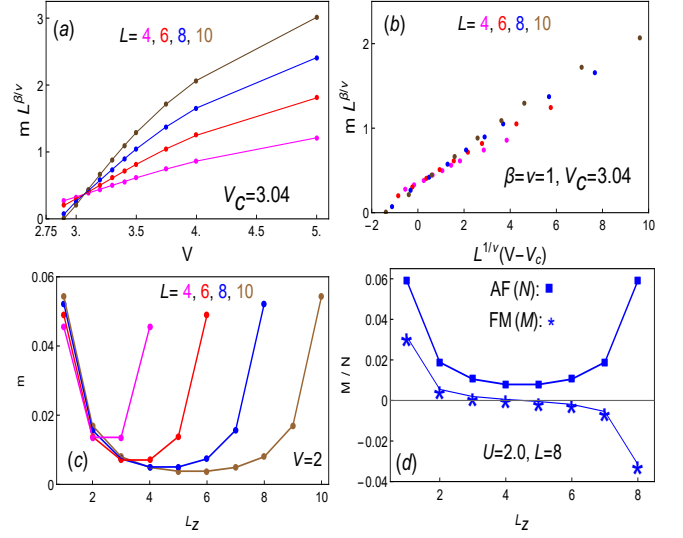 (a)
L= 4, 6, 8, 10
m L^β/ν
3
2
1
0
V_C=3.04
2.75 3. 3.5 4. 4.5 5.
V
(b)
L= 4, 6, 8, 10
m L^β/ν
2
1
0
β=ν=1, V_C=3.04
−2 0 2 4 6 8 10
L^1/ν(V−V_c)
(c)
L= 4, 6, 8, 10
m
0.06
0.04
0.02
0.00
V=2
2 4 6 8 10
L_Z
(d)
AF (N):
FM (M):
M / N
0.06
0.04
0.02
0
-0.02
-0.04
U=2.0, L=8
2 4 6 8
L_Z